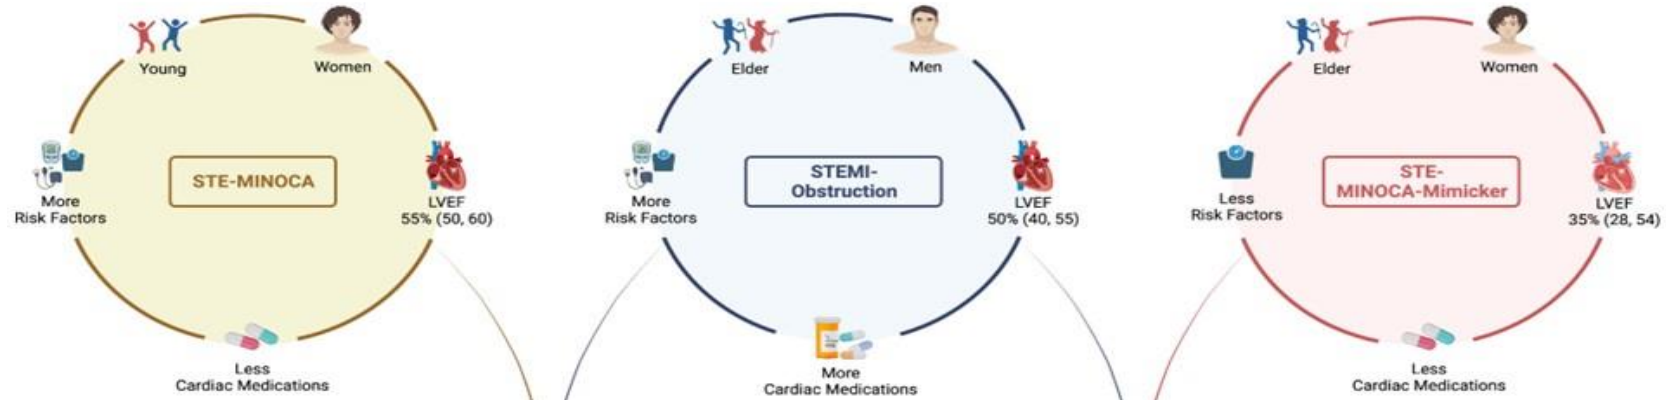 Young
Women
STE-MINOCA
More
Risk Factors
LVEF
55% (50, 60)
Less
Cardiac Medications
Elder
Men
STEMI-
Obstruction
More
Risk Factors
LVEF
50% (40, 55)
More
Cardiac Medications
Elder
Women
STE-
MINOCA-Mimicker
Less
Risk Factors
LVEF
35% (28, 54)
Less
Cardiac Medications